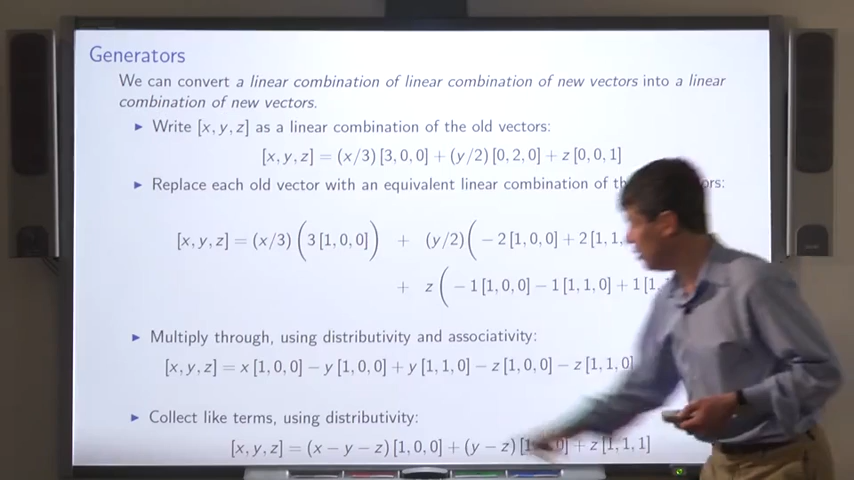 Generators
We can convert a linear combination of linear combination of new vectors into a linear
combination of new vectors.
▸ Write [x, y, z] as a linear combination of the old vectors:
[x, y, z] = (x/3) [3, 0, 0] + (y/2) [0, 2, 0] + z [0, 0, 1]
▸ Replace each old vector with an equivalent linear combination of
[x, y, z] = (x/3) ( 3 [1, 0, 0] ) + (y/2) ( − 2 [1, 0, 0] + 2 [1, 1,
+ z ( − 1 [1, 0, 0] − 1 [1, 1, 0] + 1 [1,
▸ Multiply through, using distributivity and associativity:
[x, y, z] = x [1, 0, 0] − y [1, 0, 0] + y [1, 1, 0] − z [1, 0, 0] − z [1, 1, 0]
▸ Collect like terms, using distributivity:
[x, y, z] = (x − y − z) [1, 0, 0] + (y − z) [1 0] + z [1, 1, 1]